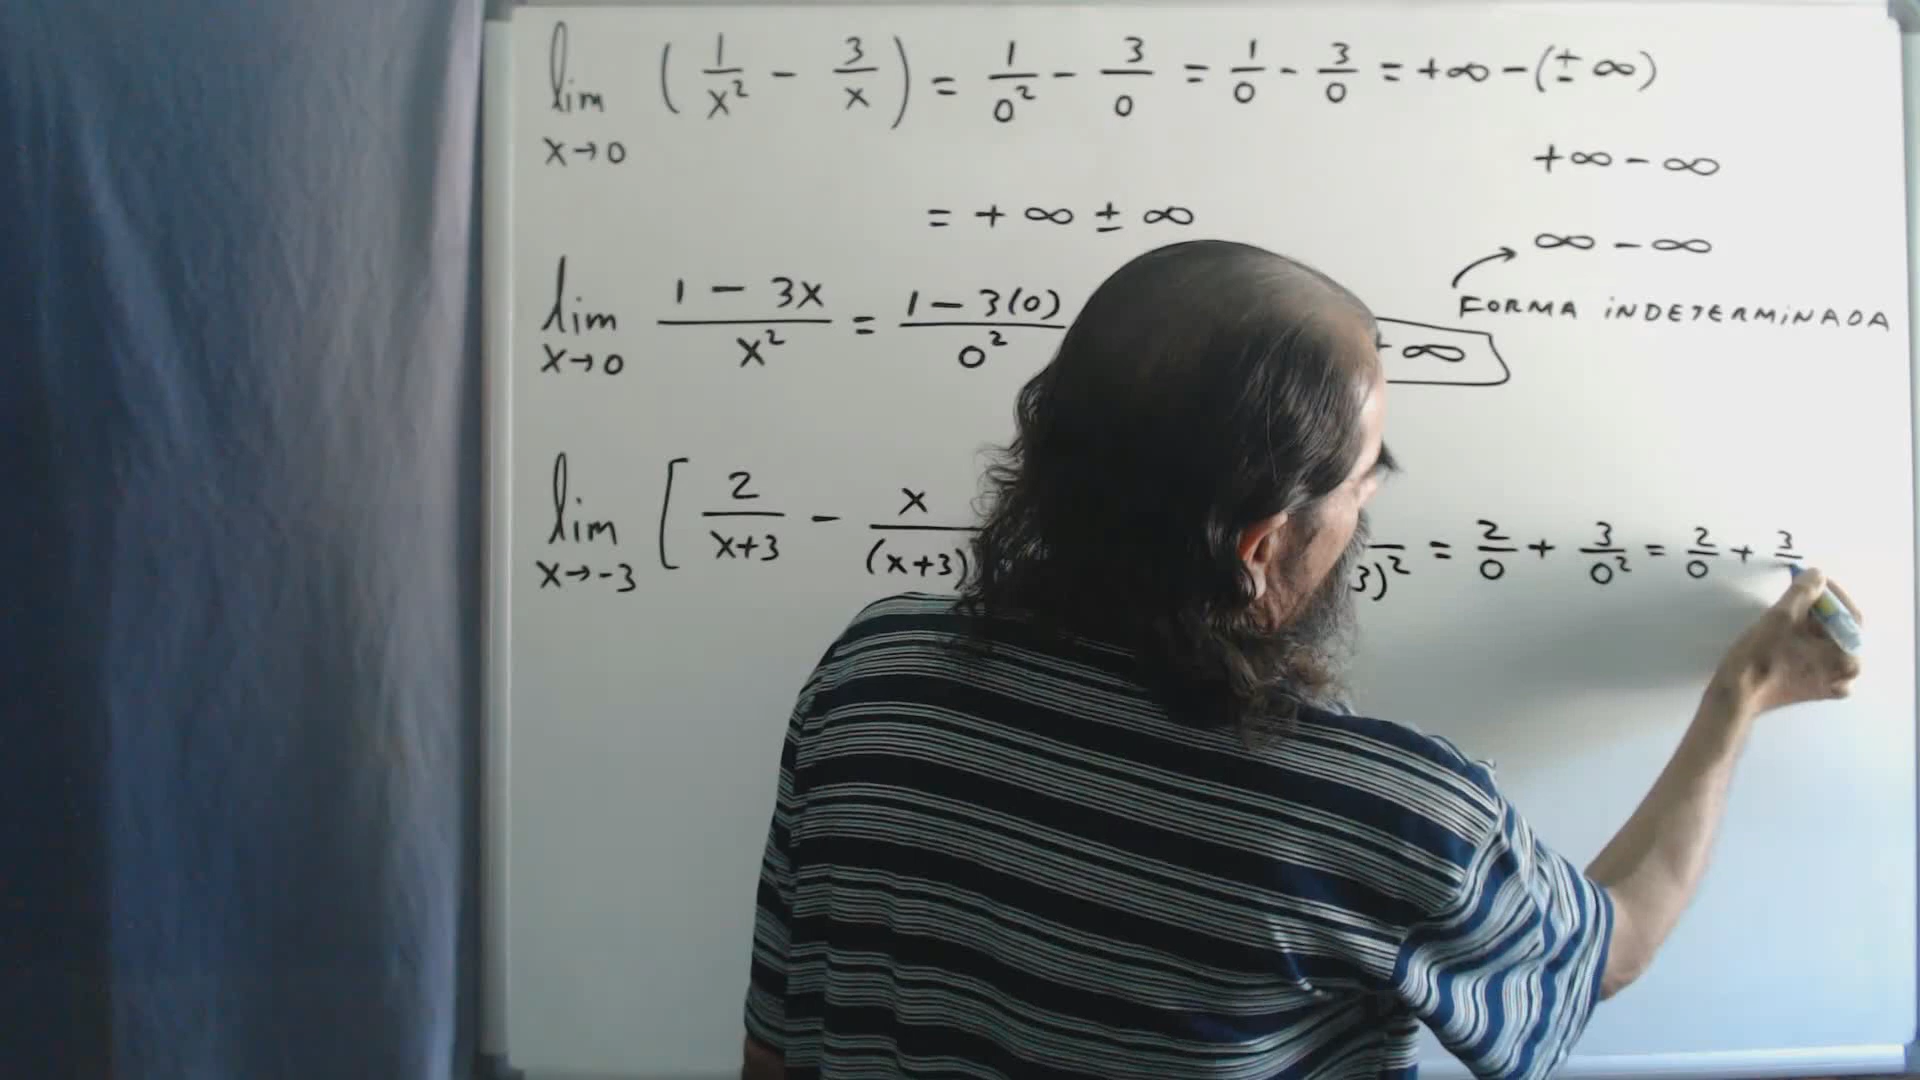 lim x→0 ( 1/x² - 3/x ) = 1/0² - 3/0 = 1/0 - 3/0 = +∞ - (± ∞)
+∞ - ∞
= + ∞ ± ∞
∞ - ∞
FORMA INDETERMINADA
lim x→0 (1 - 3x)/x² = (1 - 3(0))/0² ∞
lim x→-3 [ 2/(x+3) - x/(x+3) 3)² = 2/0 + 3/0² = 2/0 + 3/